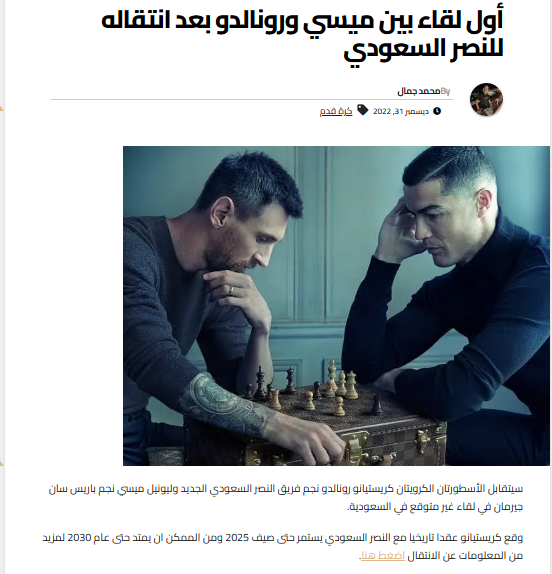 أول لقاء بين ميسي ورونالدو بعد انتقاله
للنصر السعودي
Byمحمد جمال
ديسمبر 31, 2022 كرة قدم
سيتقابل الأسطورتان الكرويتان كريستيانو رونالدو نجم فريق النصر السعودي الجديد وليونيل ميسي نجم باريس سان
جيرمان في لقاء غير متوقع في السعودية.
وقع كريستيانو عقدا تاريخيا مع النصر السعودي يستمر حتى صيف 2025 ومن الممكن ان يمتد حتى عام 2030 لمزيد
من المعلومات عن الانتقال اضغط هنا.